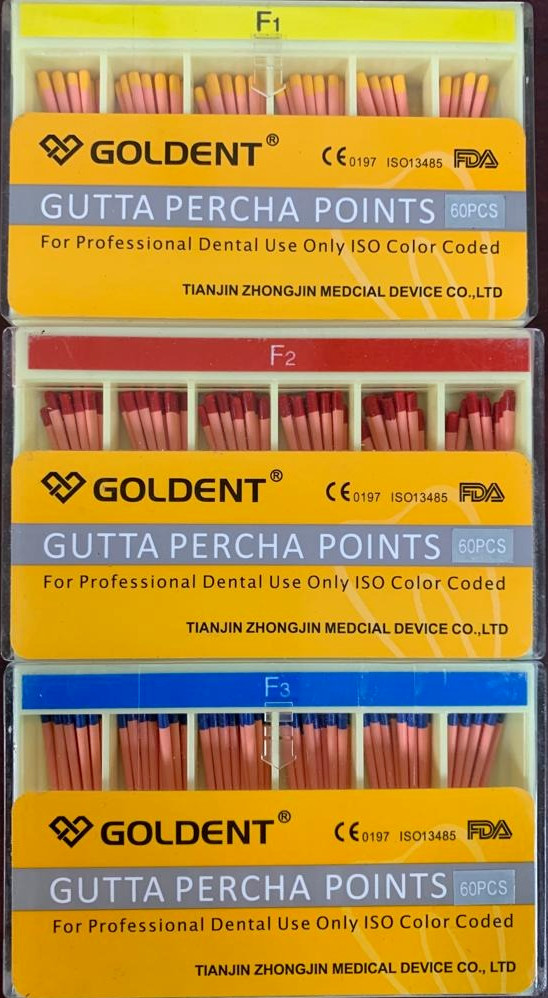 F1
GOLDENT® CE0197 ISO13485 FDA
GUTTA PERCHA POINTS 60PCS
For Professional Dental Use Only ISO Color Coded
TIANJIN ZHONGJIN MEDCIAL DEVICE CO.,LTD
F2
GOLDENT® CE0197 ISO13485 FDA
GUTTA PERCHA POINTS 60PCS
For Professional Dental Use Only ISO Color Coded
TIANJIN ZHONGJIN MEDCIAL DEVICE CO.,LTD
F3
GOLDENT® CE0197 ISO13485 FDA
GUTTA PERCHA POINTS 60PCS
For Professional Dental Use Only ISO Color Coded
TIANJIN ZHONGJIN MEDICAL DEVICE CO., LTD